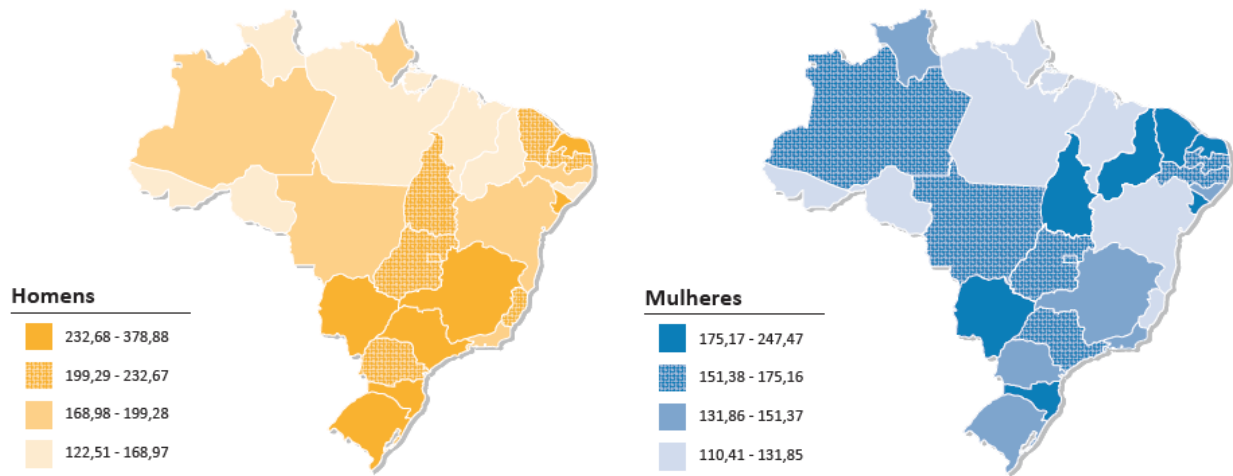 Homens
232,68 - 378,88
199,29 - 232,67
168,98 - 199,28
122,51 - 168,97
Mulheres
175,17 - 247,47
151,38 - 175,16
131,86 - 151,37
110,41 - 131,85